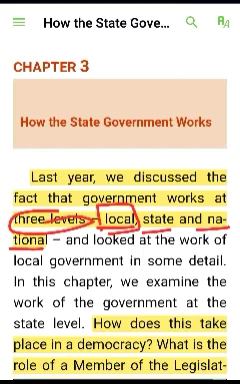 How the State Gove...
CHAPTER 3
How the State Government Works
Last year, we discussed the
fact that government works at
three levels – local, state and na-
tional – and looked at the work of
local government in some detail.
In this chapter, we examine the
work of the government at the
state level. How does this take
place in a democracy? What is the
role of a Member of the Legislat-